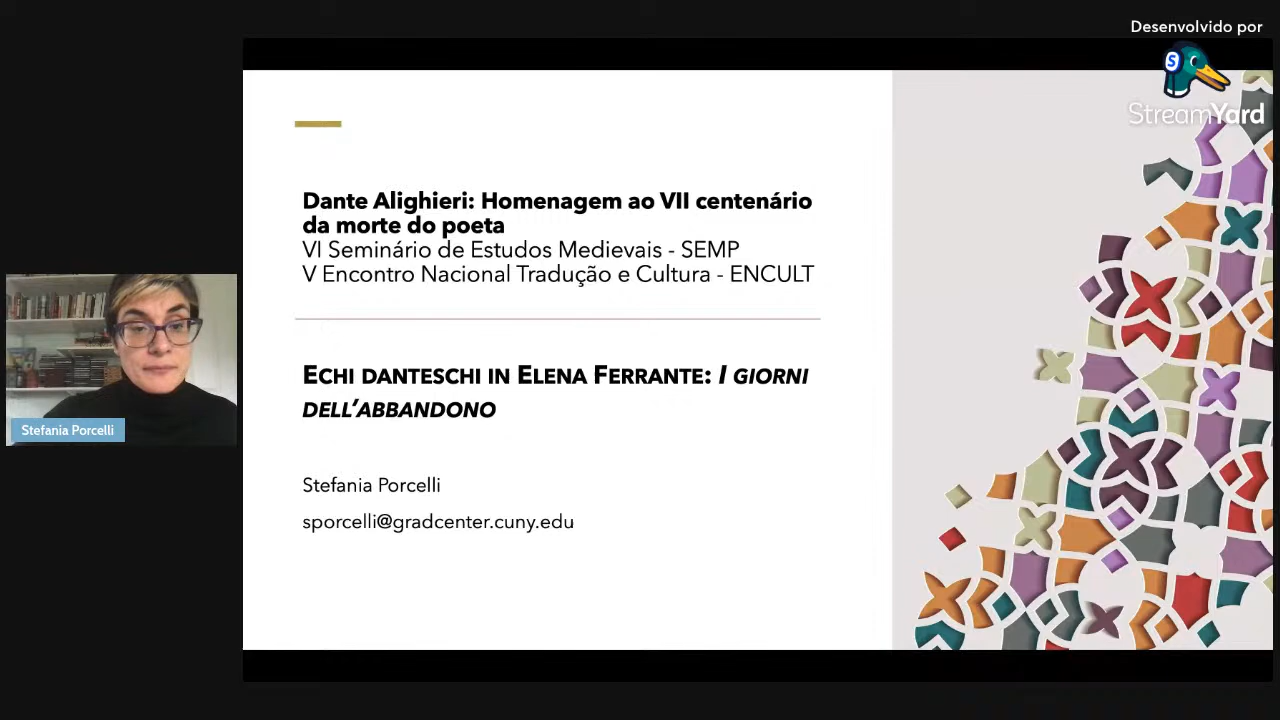 Desenvolvido por
S
StreamYard
Dante Alighieri: Homenagem ao VII centenário
da morte do poeta
VI Seminário de Estudos Medievais - SEMP
V Encontro Nacional Tradução e Cultura - ENCULT
ECHI DANTESCHI IN ELENA FERRANTE: I GIORNI
DELL’ABBANDONO
Stefania Porcelli
sporcelli@gradcenter.cuny.edu
Stefania Porcelli